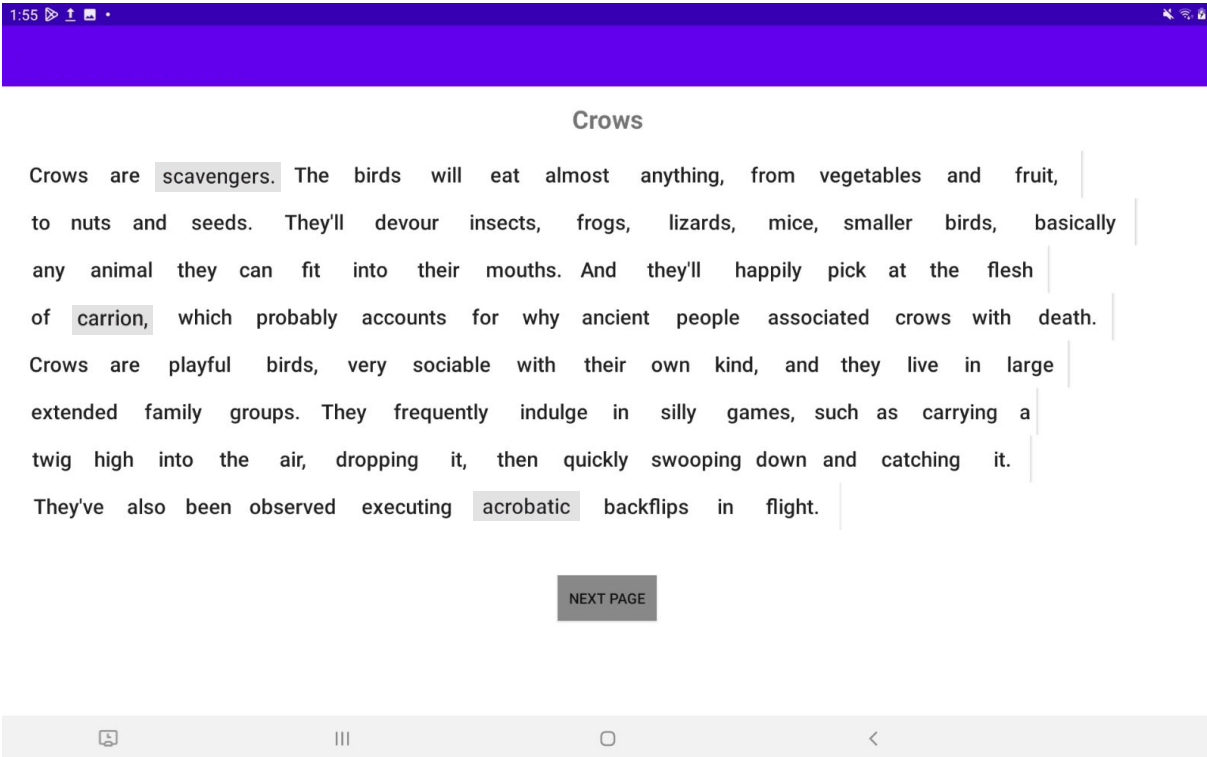 1:55
Crows
Crows are scavengers. The birds will eat almost anything, from vegetables and fruit,
to nuts and seeds. They'll devour insects, frogs, lizards, mice, smaller birds, basically
any animal they can fit into their mouths. And they'll happily pick at the flesh
of carrion, which probably accounts for why ancient people associated crows with death.
Crows are playful birds, very sociable with their own kind, and they live in large
extended family groups. They frequently indulge in silly games, such as carrying a
twig high into the air, dropping it, then quickly swooping down and catching it.
They've also been observed executing acrobatic backflips in flight.
NEXT PAGE